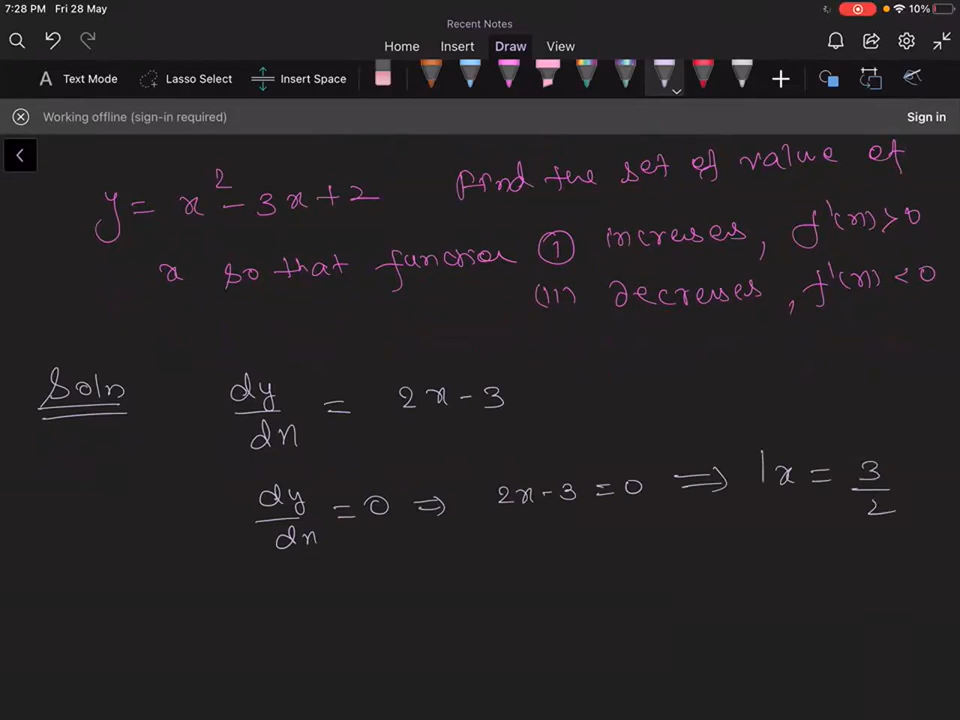 7:28 PM Fri 28 May
10%
Recent Notes
Home Insert Draw View
A Text Mode Lasso Select Insert Space
Working offline (sign-in required) Sign in
y = x² - 3x + 2 Find the set of value of
x so that function (I) increses, f'(x) > 0
(II) decreses, f'(x) < 0
Soln dy/dx = 2x - 3
dy/dx = 0 ⇒ 2x - 3 = 0 ⇒ |x = 3/2